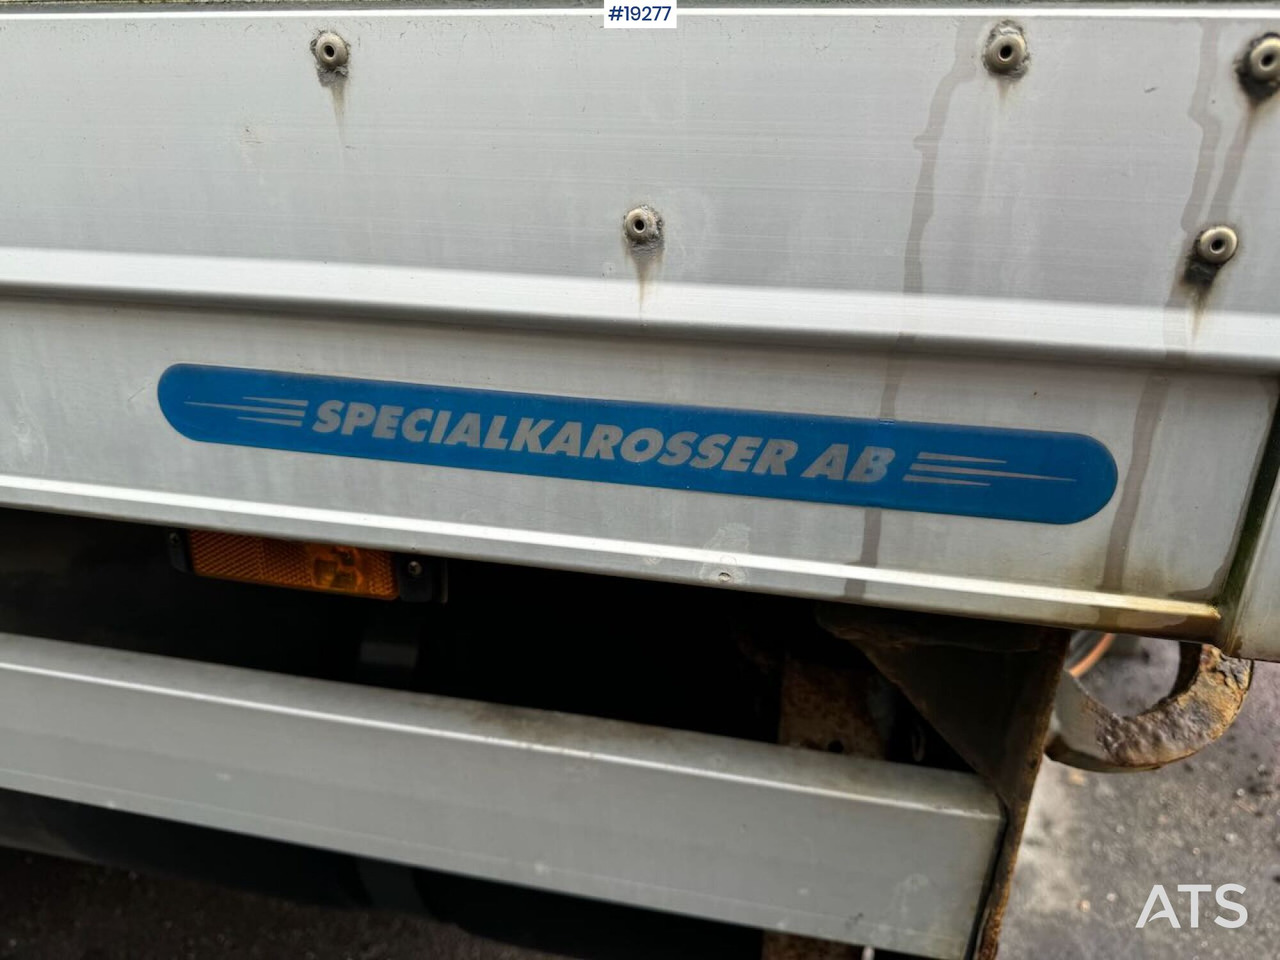 #19277
SPECIALKAROSSER AB
ATS